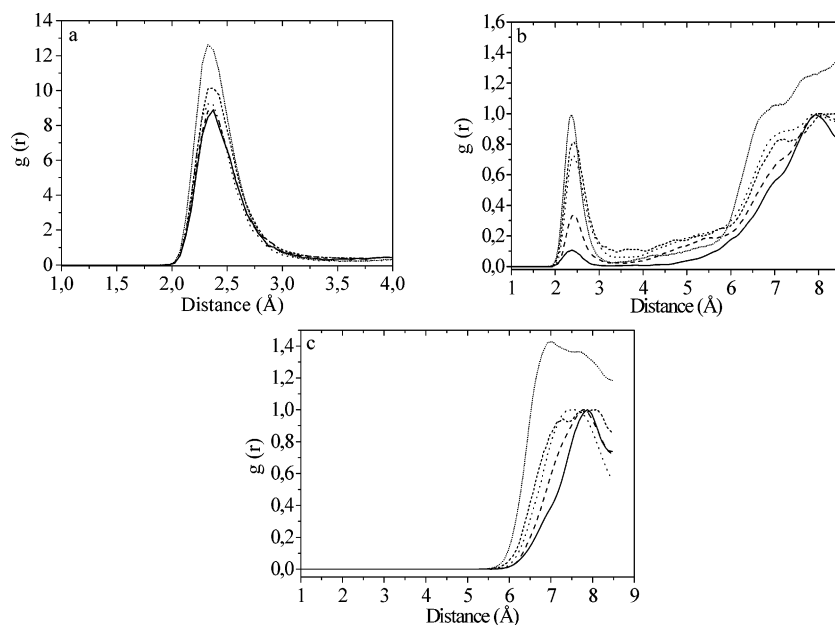 a
14
12
10
8
6
4
2
0
g (r)
1,0 1,5 2,0 2,5 3,0 3,5 4,0
Distance (Å)
b
1,6
1,4
1,2
1,0
0,8
0,6
0,4
0,2
0,0
g (r)
1 2 3 4 5 6 7 8
Distance (Å)
c
1,4
1,2
1,0
0,8
0,6
0,4
0,2
0,0
g (r)
1 2 3 4 5 6 7 8 9
Distance (Å)